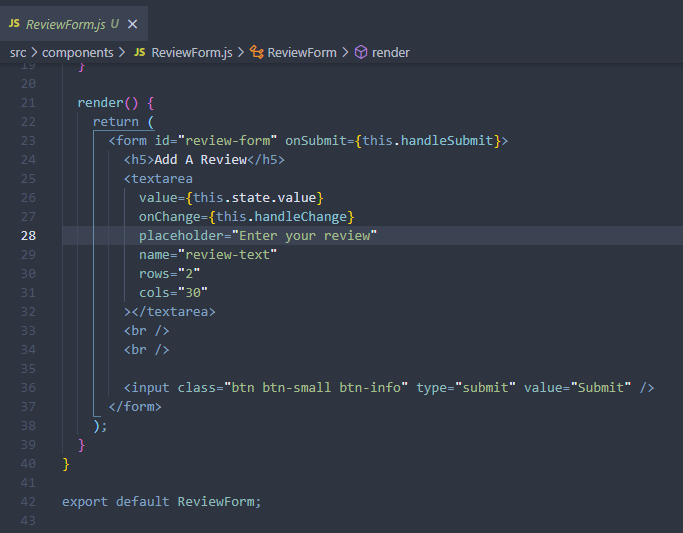 JS ReviewForm.js U ×
src > components > JS ReviewForm.js > ReviewForm > render
19 }
20
21 render() {
22 return (
23 <form id="review-form" onSubmit={this.handleSubmit}>
24 <h5>Add A Review</h5>
25 <textarea
26 value={this.state.value}
27 onChange={this.handleChange}
28 placeholder="Enter your review"
29 name="review-text"
30 rows="2"
31 cols="30"
32 ></textarea>
33 <br />
34 <br />
35
36 <input class="btn btn-small btn-info" type="submit" value="Submit" />
37 </form>
38 );
39 }
40 }
41
42 export default ReviewForm;
43